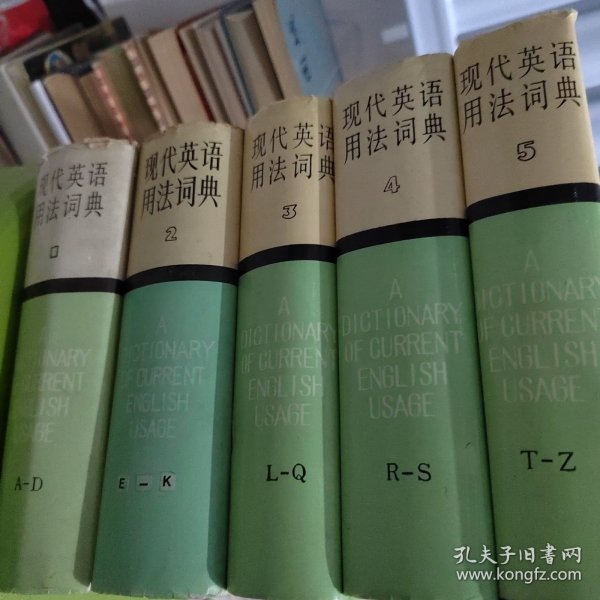 现代英语
用法词典
1
A
DICTIONARY
OF CURRENT
ENGLISH
USAGE
A-D
现代英语
用法词典
2
A
DICTIONARY
OF CURRENT
ENGLISH
USAGE
E-K
现代英语
用法词典
3
A
DICTIONARY
OF CURRENT
ENGLISH
USAGE
L-Q
现代英语
用法词典
4
A
DICTIONARY
OF CURRENT
ENGLISH
USAGE
R-S
现代英语
用法词典
5
A
DICTIONARY
OF CURRENT
ENGLISH
USAGE
T-Z
孔夫子旧书网
www.kongfz.com